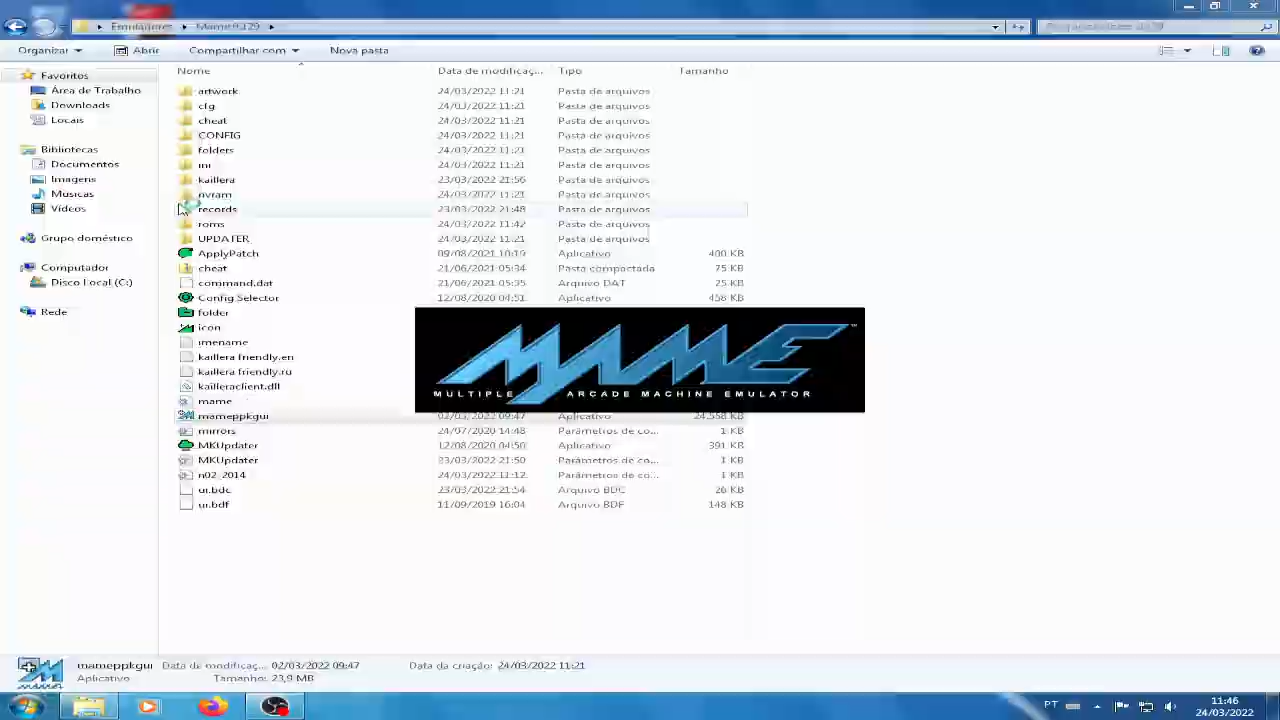 Emuladores ▸ Mame0.129 ▸
Organizar Abrir Compartilhar com Nova pasta
Nome Data de modificaç... Tipo Tamanho
Favoritos
Área de Trabalho
Downloads
Locais
Bibliotecas
Documentos
Imagens
Músicas
Vídeos
Grupo doméstico
Computador
Disco Local (C:)
Rede
artwork 24/03/2022 11:21 Pasta de arquivos
cfg 24/03/2022 11:21 Pasta de arquivos
cheat 24/03/2022 11:21 Pasta de arquivos
CONFIG 24/03/2022 11:21 Pasta de arquivos
folders 24/03/2022 11:21 Pasta de arquivos
ini 24/03/2022 11:21 Pasta de arquivos
kaillera 23/03/2022 21:56 Pasta de arquivos
nvram 24/03/2022 11:21 Pasta de arquivos
records 23/03/2022 21:48 Pasta de arquivos
roms 24/03/2022 11:42 Pasta de arquivos
UPDATER 24/03/2022 11:21 Pasta de arquivos
ApplyPatch 09/08/2021 10:19 Aplicativo 400 KB
cheat 21/06/2021 05:34 Pasta compactada 75 KB
command.dat 21/06/2021 05:35 Arquivo DAT 25 KB
Config Selector 12/08/2020 04:51 Aplicativo 458 KB
folder
icon
imename
kaillera friendly.en
kaillera friendly.ru
kailleraclient.dll
mame
mameppkgui 02/03/2022 09:47 Aplicativo 24.558 KB
mirrors 24/07/2020 14:48 Parâmetros de co... 1 KB
MKUpdater 12/08/2020 04:50 Aplicativo 391 KB
MKUpdater 23/03/2022 21:50 Parâmetros de co... 1 KB
n02_2014 24/03/2022 11:12 Parâmetros de co... 1 KB
ui.bdc 23/03/2022 21:54 Arquivo BDC 26 KB
ui.bdf 11/09/2019 16:04 Arquivo BDF 148 KB
MAME™
MULTIPLE ARCADE MACHINE EMULATOR
mameppkgui Data de modificaç... 02/03/2022 09:47 Data da criação: 24/03/2022 11:21
Aplicativo Tamanho: 23,9 MB
MAME
PT 11:46
24/03/2022